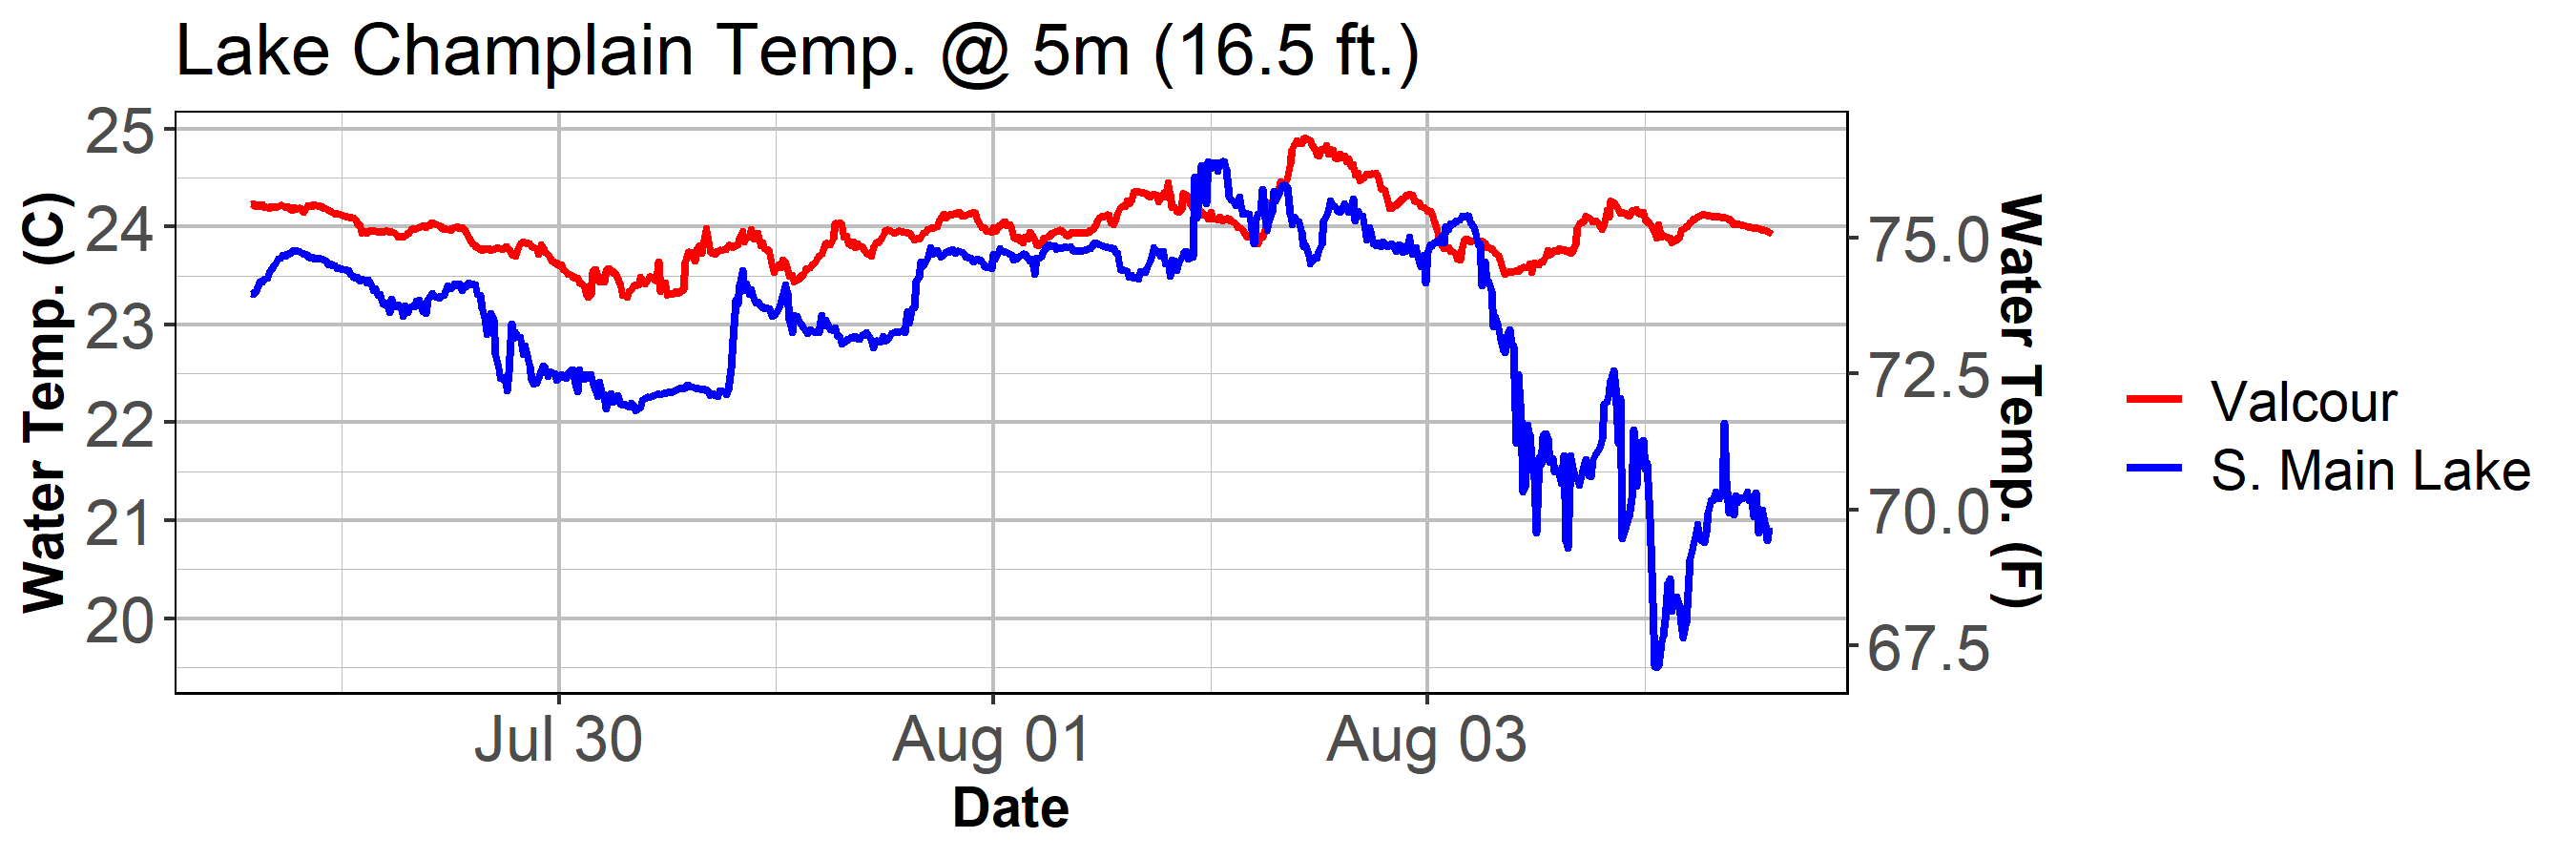 Lake Champlain Temp. @ 5m (16.5 ft.)
Water Temp. (C)
25
24
23
22
21
20
75.0
72.5
70.0
67.5
Water Temp. (F)
Valcour
S. Main Lake
Jul 30
Aug 01
Aug 03
Date